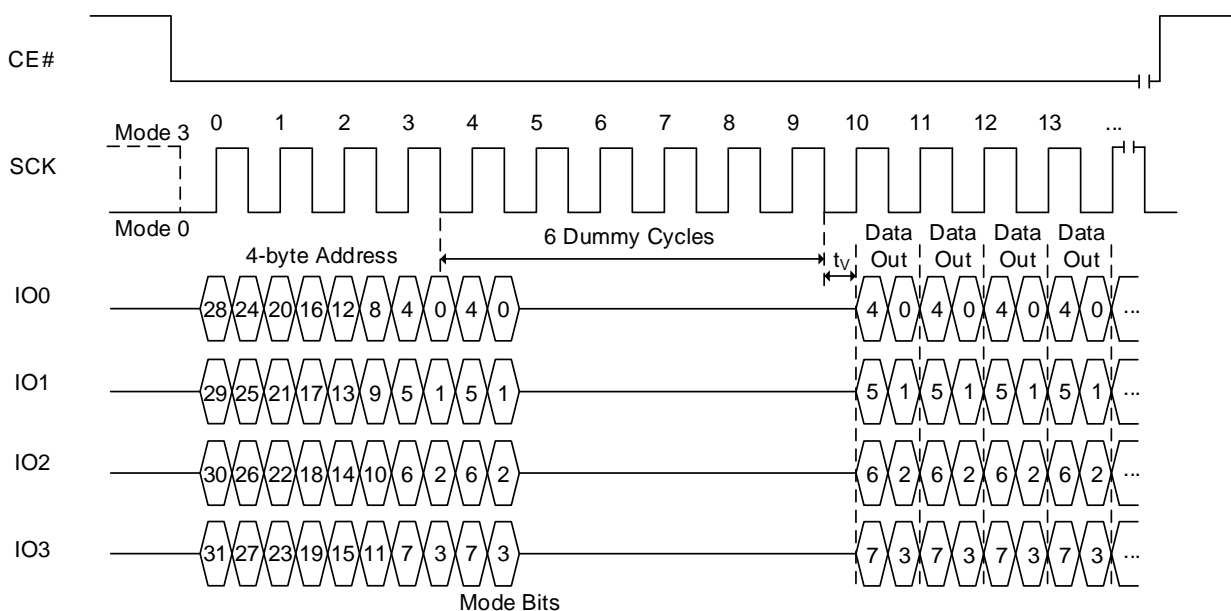 CE#
Mode 3 0 1 2 3 4 5 6 7 8 9 10 11 12 13 ...
SCK
Mode 0
6 Dummy Cycles
4-byte Address
tV
Data Out Data Out Data Out Data Out
IO0 28 24 20 16 12 8 4 0 4 0 4 0 4 0 4 0 4 0 ...
IO1 29 25 21 17 13 9 5 1 5 1 5 1 5 1 5 1 5 1 ...
IO2 30 26 22 18 14 10 6 2 6 2 6 2 6 2 6 2 6 2 ...
IO3 31 27 23 19 15 11 7 3 7 3 7 3 7 3 7 3 7 3 ...
Mode Bits